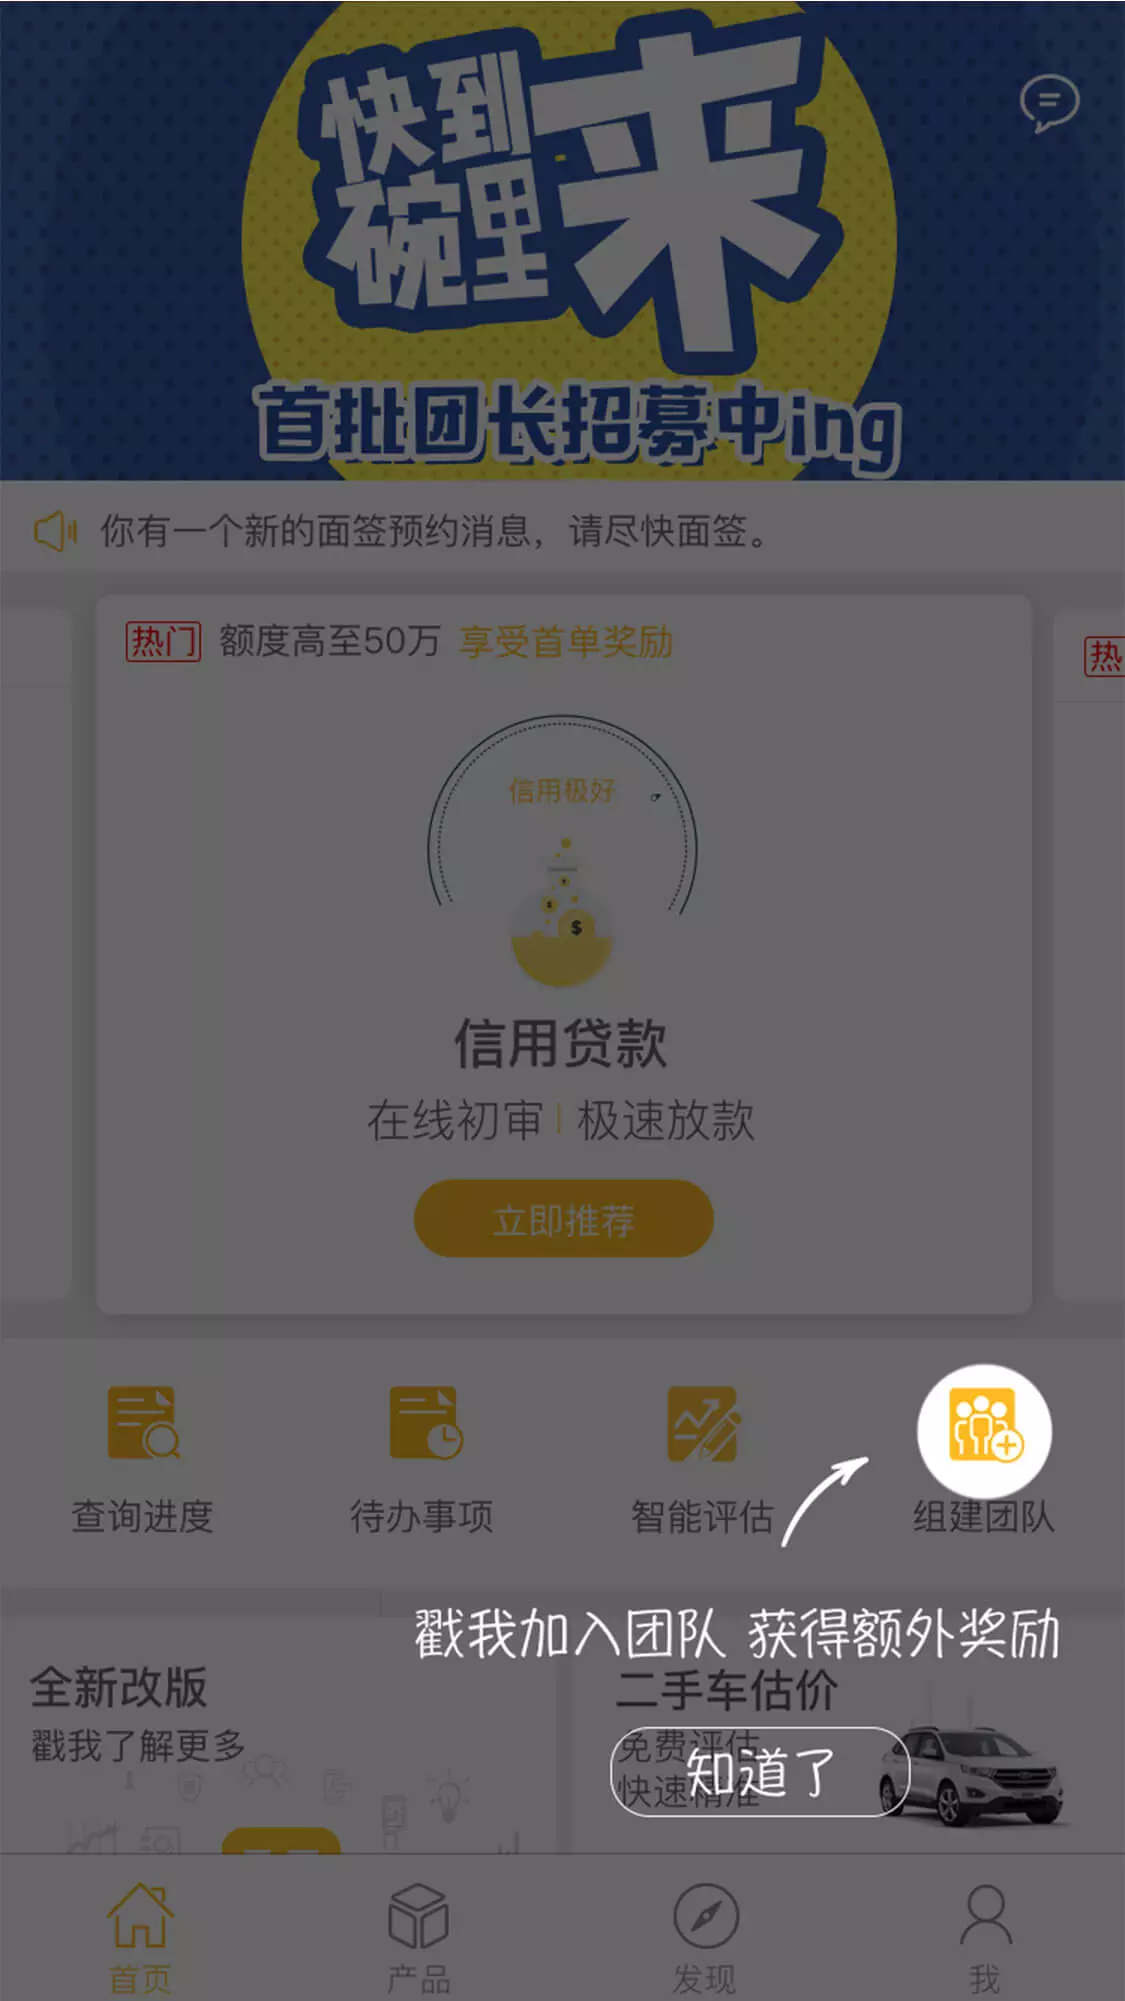 快到
碗里
来
首批团长招募中ing
你有一个新的面签预约消息，请尽快面签。
热门 额度高至50万 享受首单奖励
热
信用极好
$
$
信用贷款
在线初审 | 极速放款
立即推荐
查询进度 待办事项 智能评估 组建团队
戳我加入团队 获得额外奖励
全新改版
戳我了解更多
二手车估价
免费评估
快速精准
知道了
首页 产品 发现 我